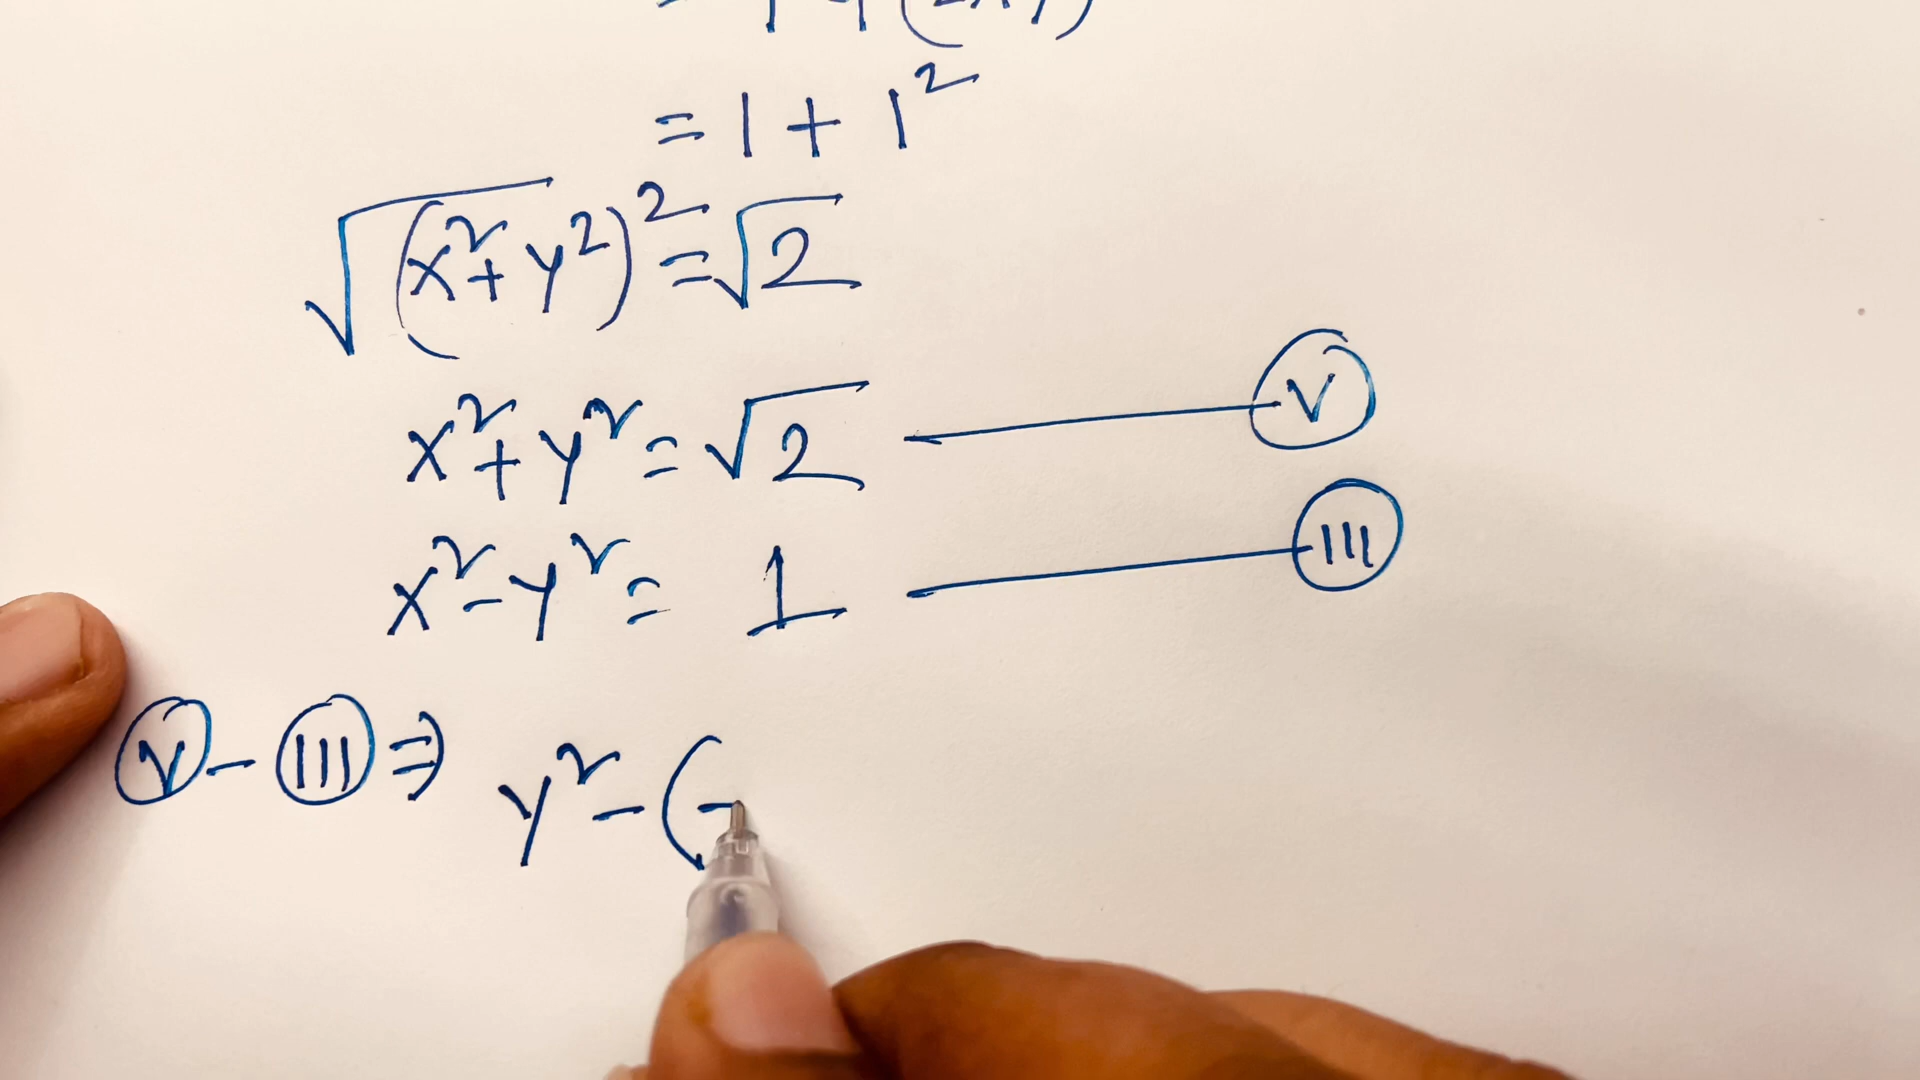 = 1 + 1²
√(x² + y²)² = √2
x² + y² = √2 ← V
x² - y² = 1 ← III
V - III ⇒ y² - (-